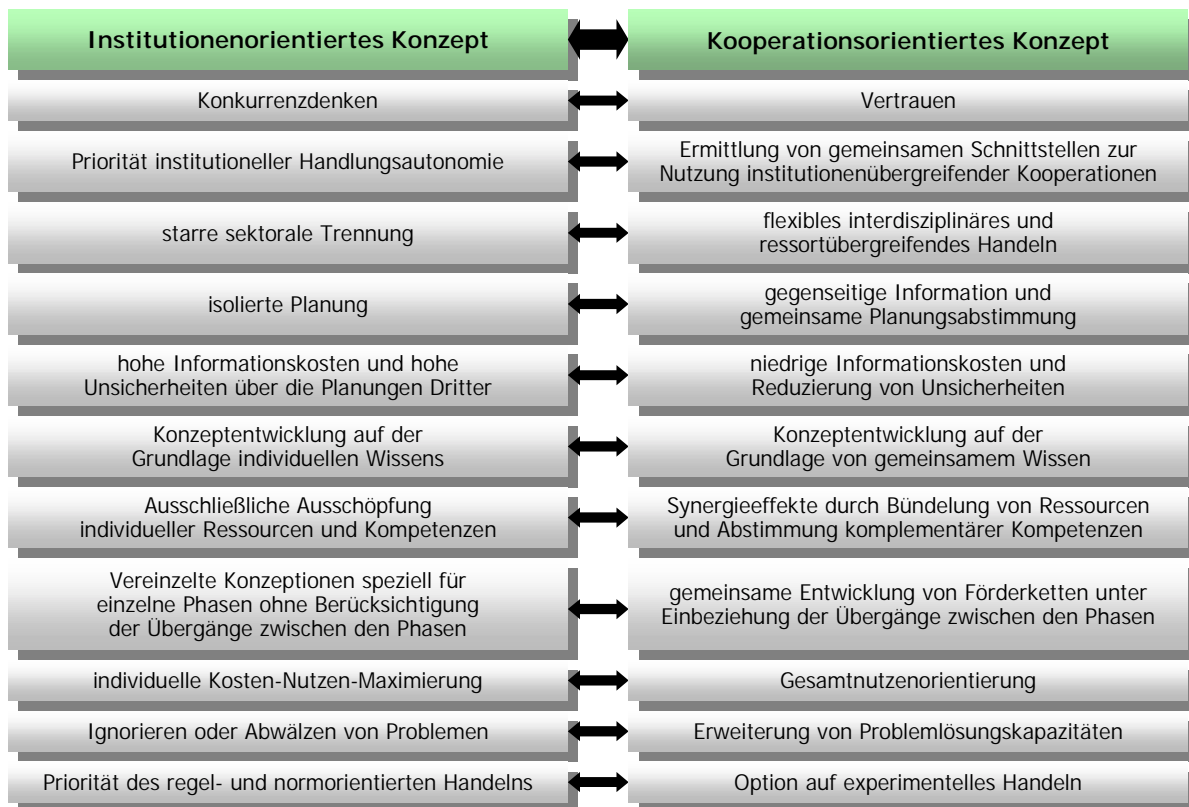 Institutionenorientiertes Konzept
Kooperationsorientiertes Konzept
Konkurrenzdenken
Vertrauen
Priorität institutioneller Handlungsautonomie
Ermittlung von gemeinsamen Schnittstellen zur
Nutzung institutionenübergreifender Kooperationen
starre sektorale Trennung
flexibles interdisziplinäres und
ressortübergreifendes Handeln
isolierte Planung
gegenseitige Information und
gemeinsame Planungsabstimmung
hohe Informationskosten und hohe
Unsicherheiten über die Planungen Dritter
niedrige Informationskosten und
Reduzierung von Unsicherheiten
Konzeptentwicklung auf der
Grundlage individuellen Wissens
Konzeptentwicklung auf der
Grundlage von gemeinsamem Wissen
Ausschließliche Ausschöpfung
individueller Ressourcen und Kompetenzen
Synergieeffekte durch Bündelung von Ressourcen
und Abstimmung komplementärer Kompetenzen
Vereinzelte Konzeptionen speziell für
einzelne Phasen ohne Berücksichtigung
der Übergänge zwischen den Phasen
gemeinsame Entwicklung von Förderketten unter
Einbeziehung der Übergänge zwischen den Phasen
individuelle Kosten-Nutzen-Maximierung
Gesamtnutzenorientierung
Ignorieren oder Abwälzen von Problemen
Erweiterung von Problemlösungskapazitäten
Priorität des regel- und normorientierten Handelns
Option auf experimentelles Handeln